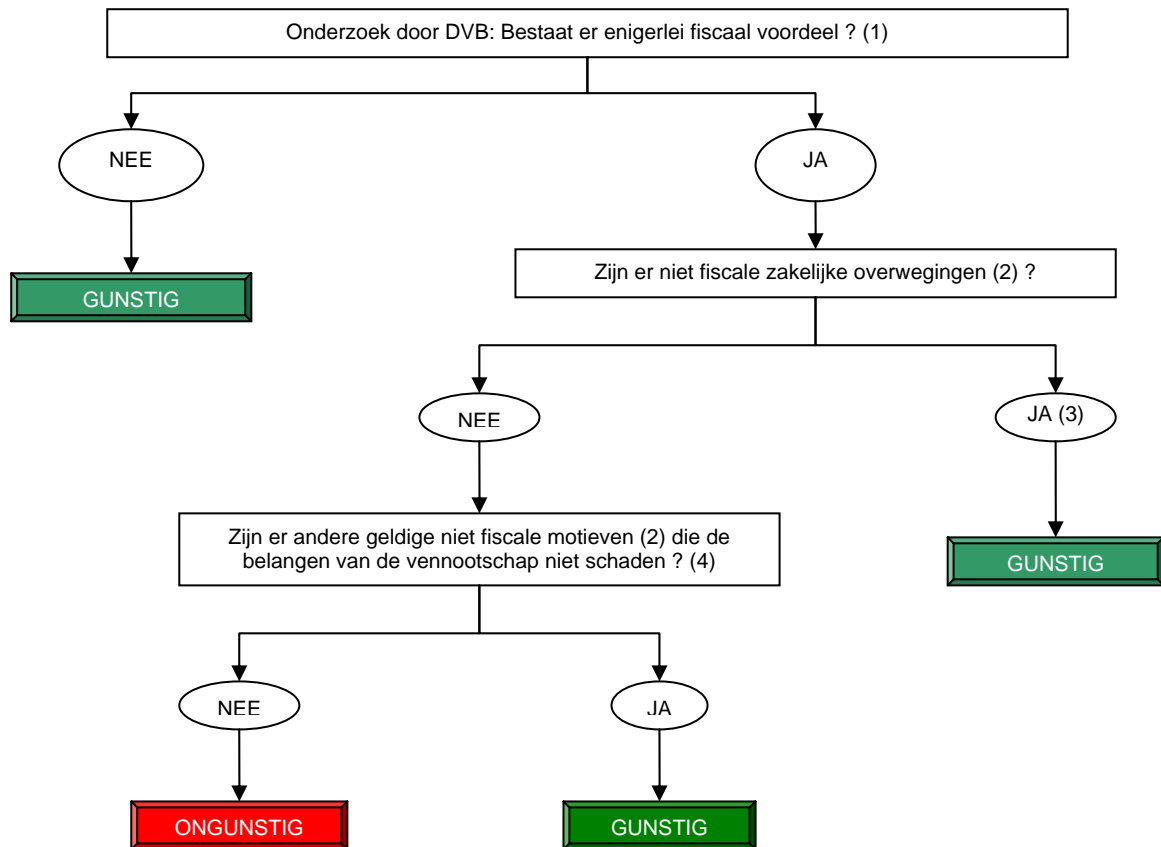 Onderzoek door DVB: Bestaat er enigerlei fiscaal voordeel ? (1)
NEE
JA
GUNSTIG
Zijn er niet fiscale zakelijke overwegingen (2) ?
NEE
JA (3)
Zijn er andere geldige niet fiscale motieven (2) die de
belangen van de vennootschap niet schaden ? (4)
GUNSTIG
NEE
JA
ONGUNSTIG
GUNSTIG